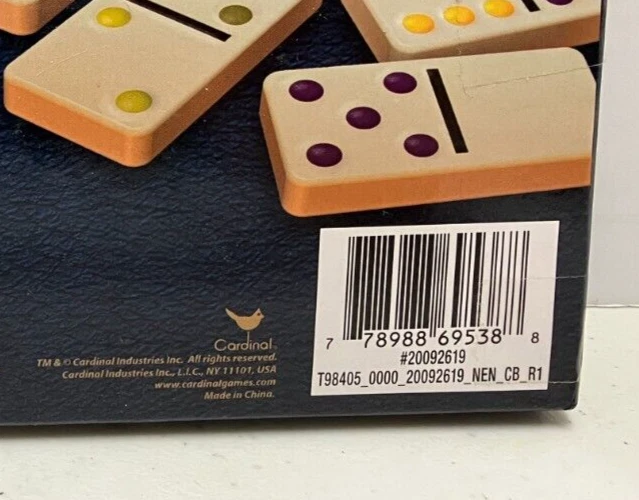 7 78988 69538 8
#20092619
T98405_0000_20092619_NEN_CB_R1
Cardinal®
TM & © Cardinal Industries Inc. All rights reserved.
Cardinal Industries Inc., L.I.C., NY 11101, USA
www.cardinalgames.com
Made in China.